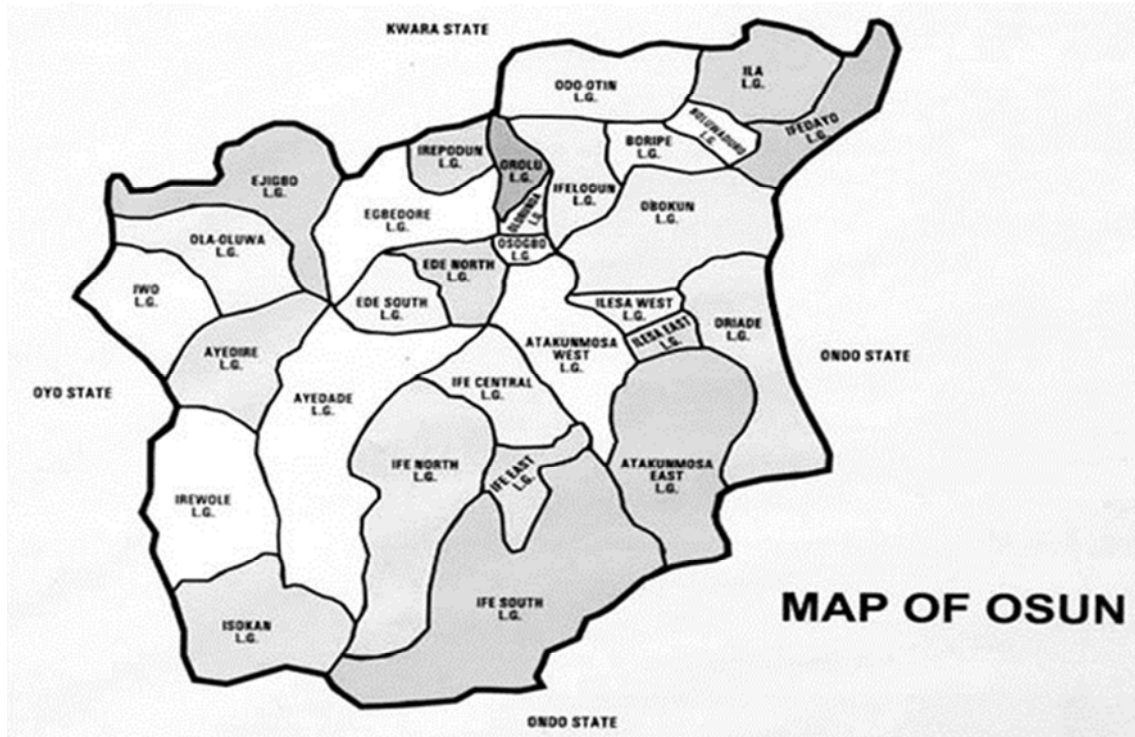 KWARA STATE
ODO-OTIN
L.G.
ILA
L.G.
BOLUWADURO
L.G
IFEDAYO
L.G.
IREPODUN
L.G.
OROLU
L.G.
BORIPE
L.G.
EJIGBO
L.G.
EGBEDORE
L.G.
OLORUNDA
L.G.
IFELODUN
L.G.
OBOKUN
L.G.
OLA-OLUWA
L.G.
OSOGBO
L.G.
EDE NORTH
L.G.
IWO
L.G.
EDE SOUTH
L.G.
ILESA WEST
L.G.
ILESA EAST
L.G.
ORIADE
L.G.
AYEDIRE
L.G.
ATAKUNMOSA
WEST
L.G.
ONDO STATE
OYO STATE
AYEDADE
L.G.
IFE CENTRAL
L.G.
IFE NORTH
L.G.
IFE EAST
L.G.
ATAKUNMOSA
EAST
L.G.
IREWOLE
L.G.
IFE SOUTH
L.G.
ISOKAN
L.G.
MAP OF OSUN
ONDO STATE